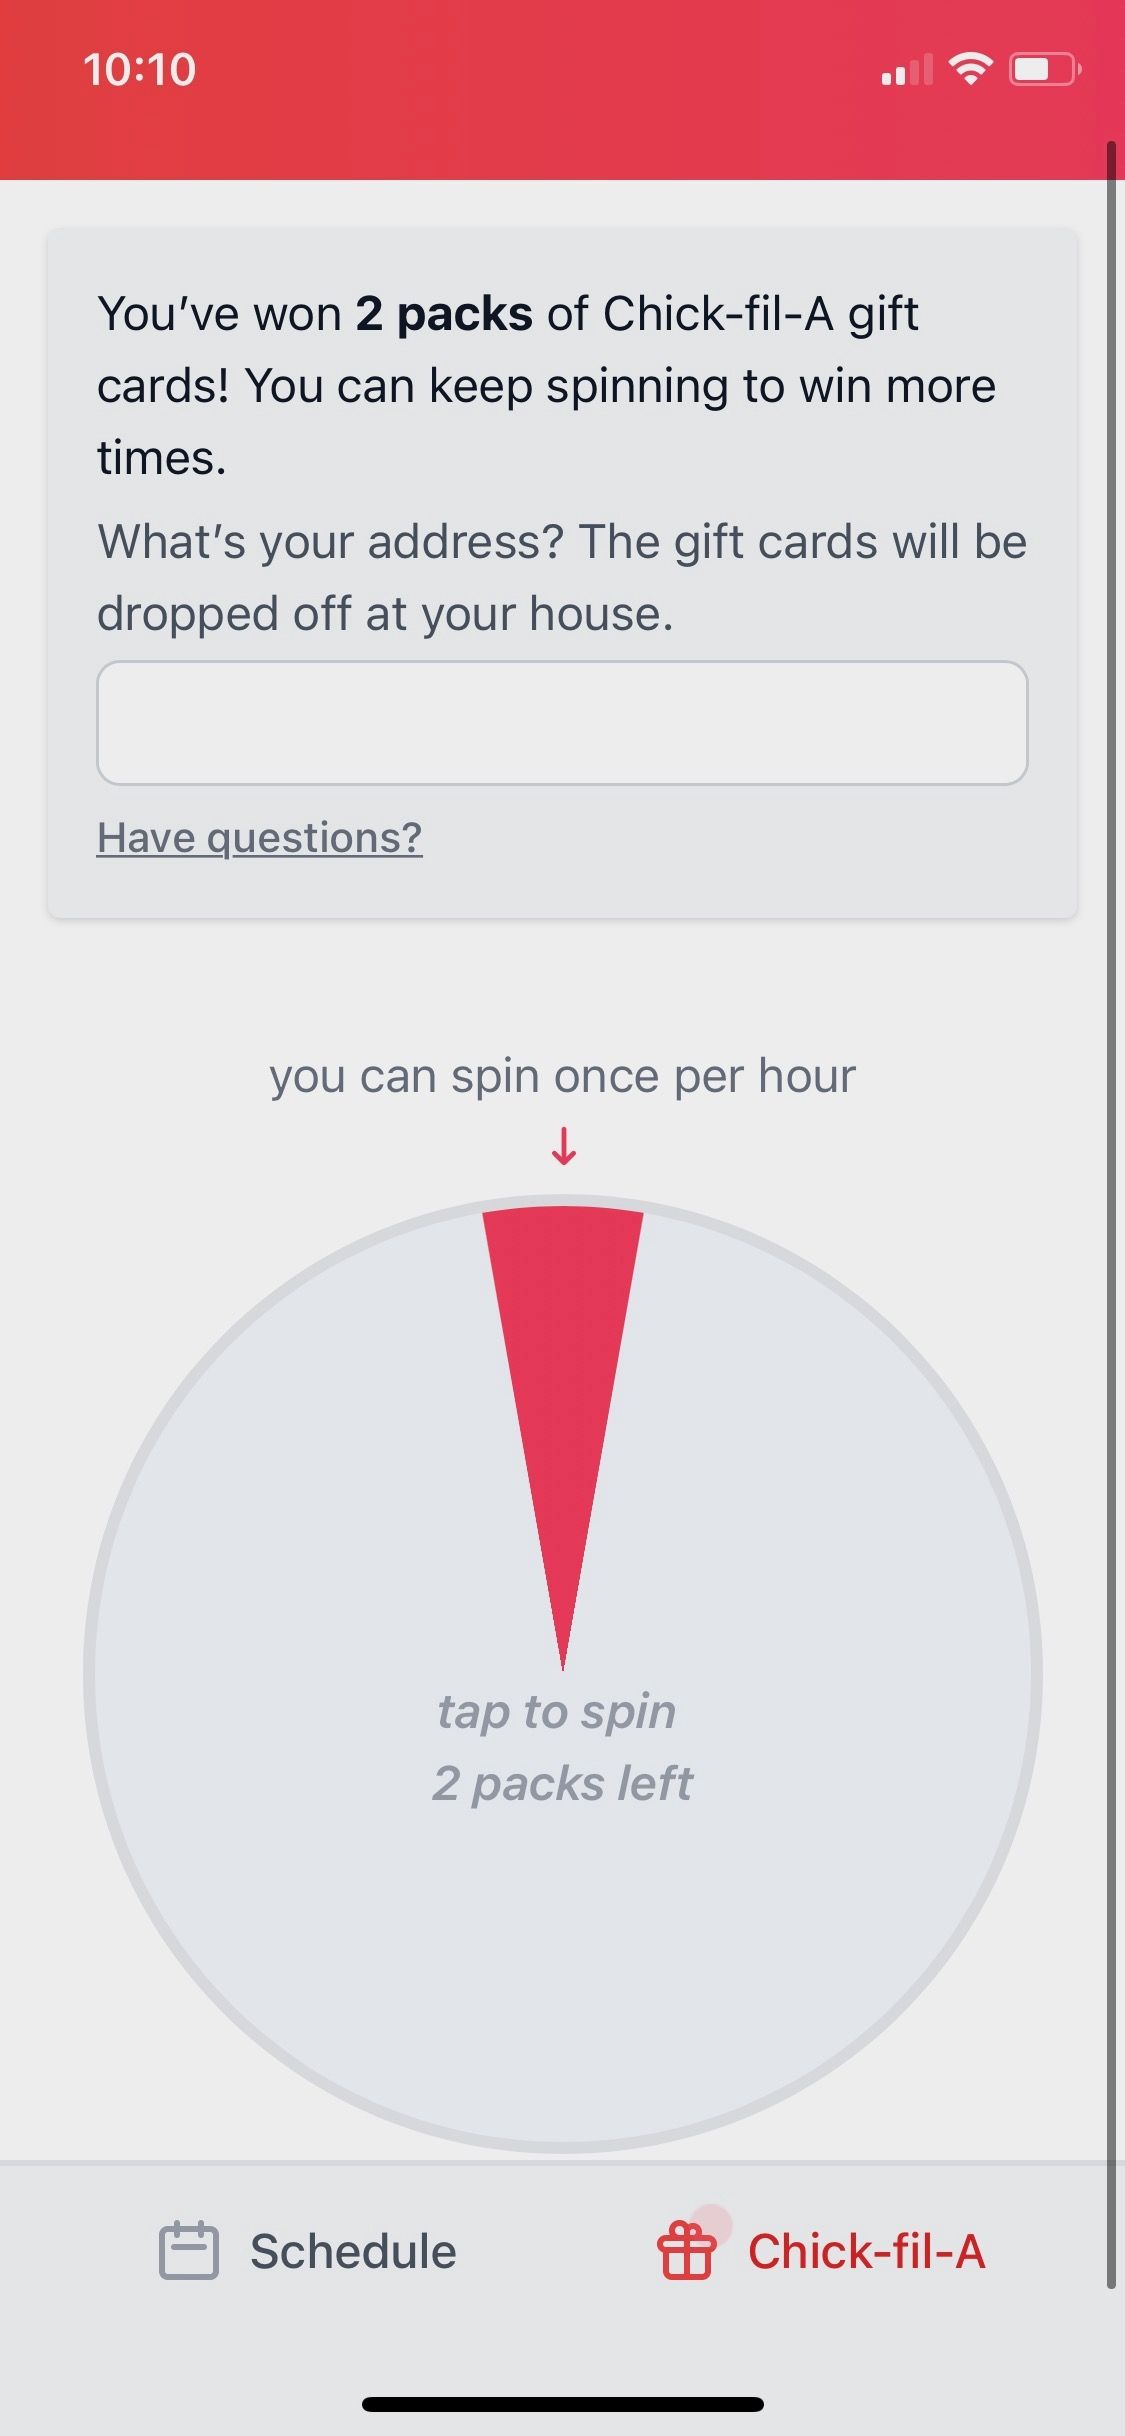 10:10
You’ve won 2 packs of Chick-fil-A gift
cards! You can keep spinning to win more
times.
What’s your address? The gift cards will be
dropped off at your house.
Have questions?
you can spin once per hour
tap to spin
2 packs left
Schedule
Chick-fil-A